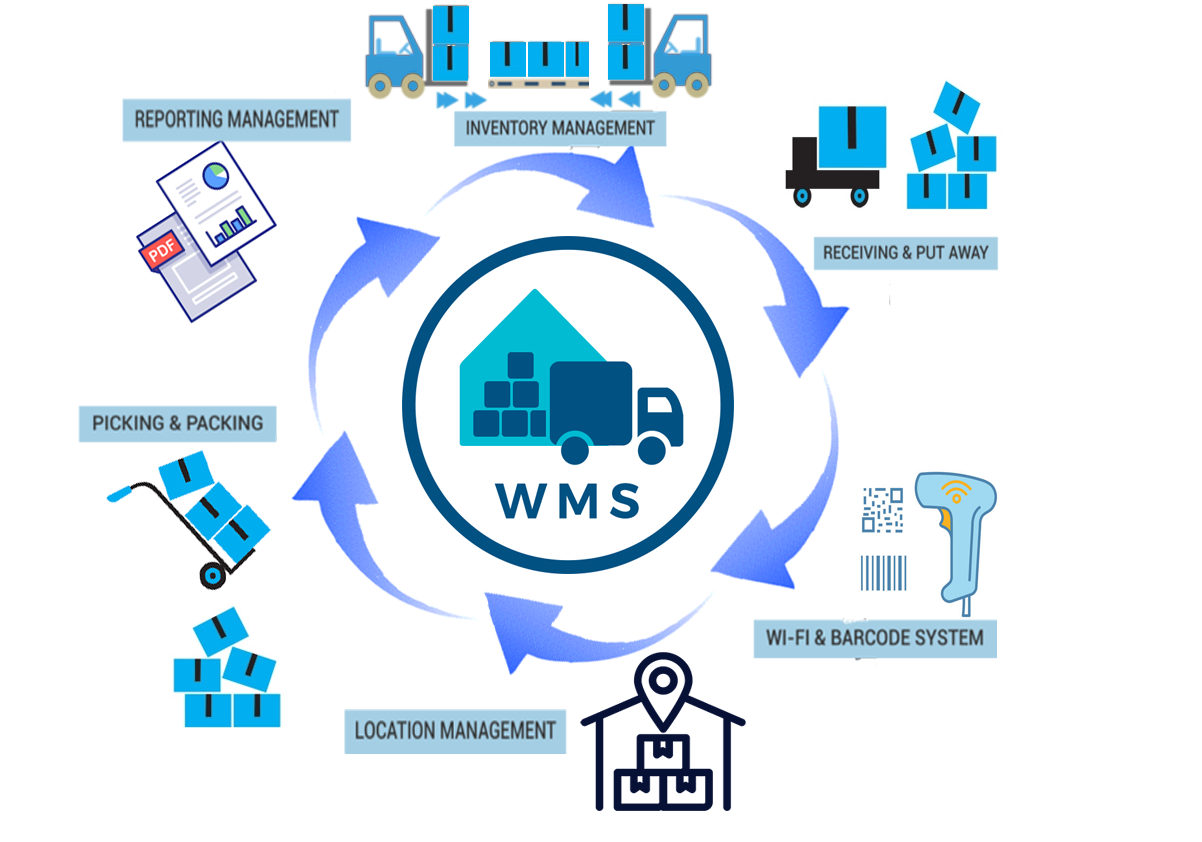 INVENTORY MANAGEMENT
REPORTING MANAGEMENT
PDF
RECEIVING & PUT AWAY
PICKING & PACKING
WMS
WI-FI & BARCODE SYSTEM
LOCATION MANAGEMENT